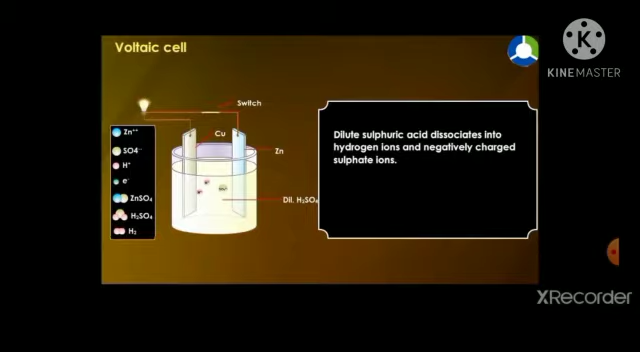 Voltaic cell
KINEMASTER
Switch
Cu
Zn
Zn⁺⁺
SO4⁻⁻
H⁺
e⁻
ZnSO₄
H₂SO₄
H₂
Dil. H₂SO₄
Dilute sulphuric acid dissociates into
hydrogen ions and negatively charged
sulphate ions.
XRecorder